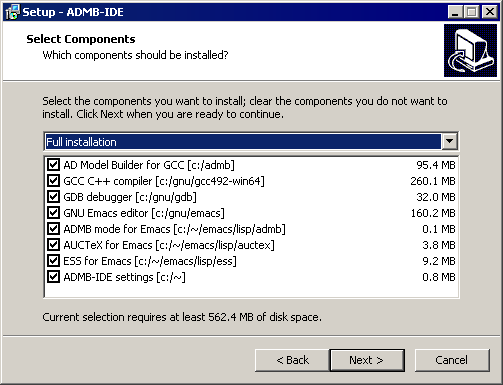 Setup - ADMB-IDE
Select Components
Which components should be installed?
Select the components you want to install; clear the components you do not want to
install. Click Next when you are ready to continue.
Full installation
AD Model Builder for GCC [c:/admb] 95.4 MB
GCC C++ compiler [c:/gnu/gcc492-win64] 260.1 MB
GDB debugger [c:/gnu/gdb] 32.0 MB
GNU Emacs editor [c:/gnu/emacs] 160.2 MB
ADMB mode for Emacs [c:/~/emacs/lisp/admb] 0.1 MB
AUCTeX for Emacs [c:/~/emacs/lisp/auctex] 3.8 MB
ESS for Emacs [c:/~/emacs/lisp/ess] 9.2 MB
ADMB-IDE settings [c:/~] 0.8 MB
Current selection requires at least 562.4 MB of disk space.
< Back Next > Cancel